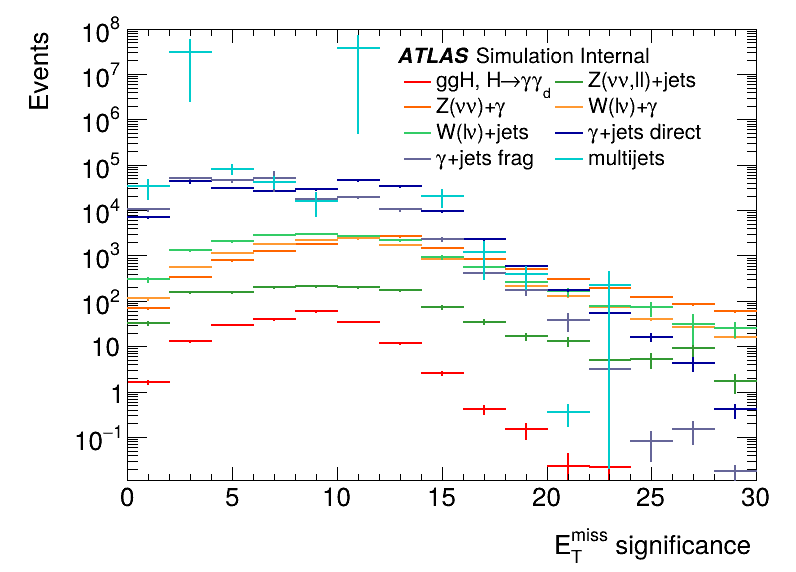 Events
10⁸
10⁷
10⁶
10⁵
10⁴
10³
10²
10
1
10⁻¹
ATLAS Simulation Internal
ggH, H→γγ_d
Z(νν,ll)+jets
Z(νν)+γ
W(lν)+γ
W(lν)+jets
γ+jets direct
γ+jets frag
multijets
0 5 10 15 20 25 30
E_T^miss significance